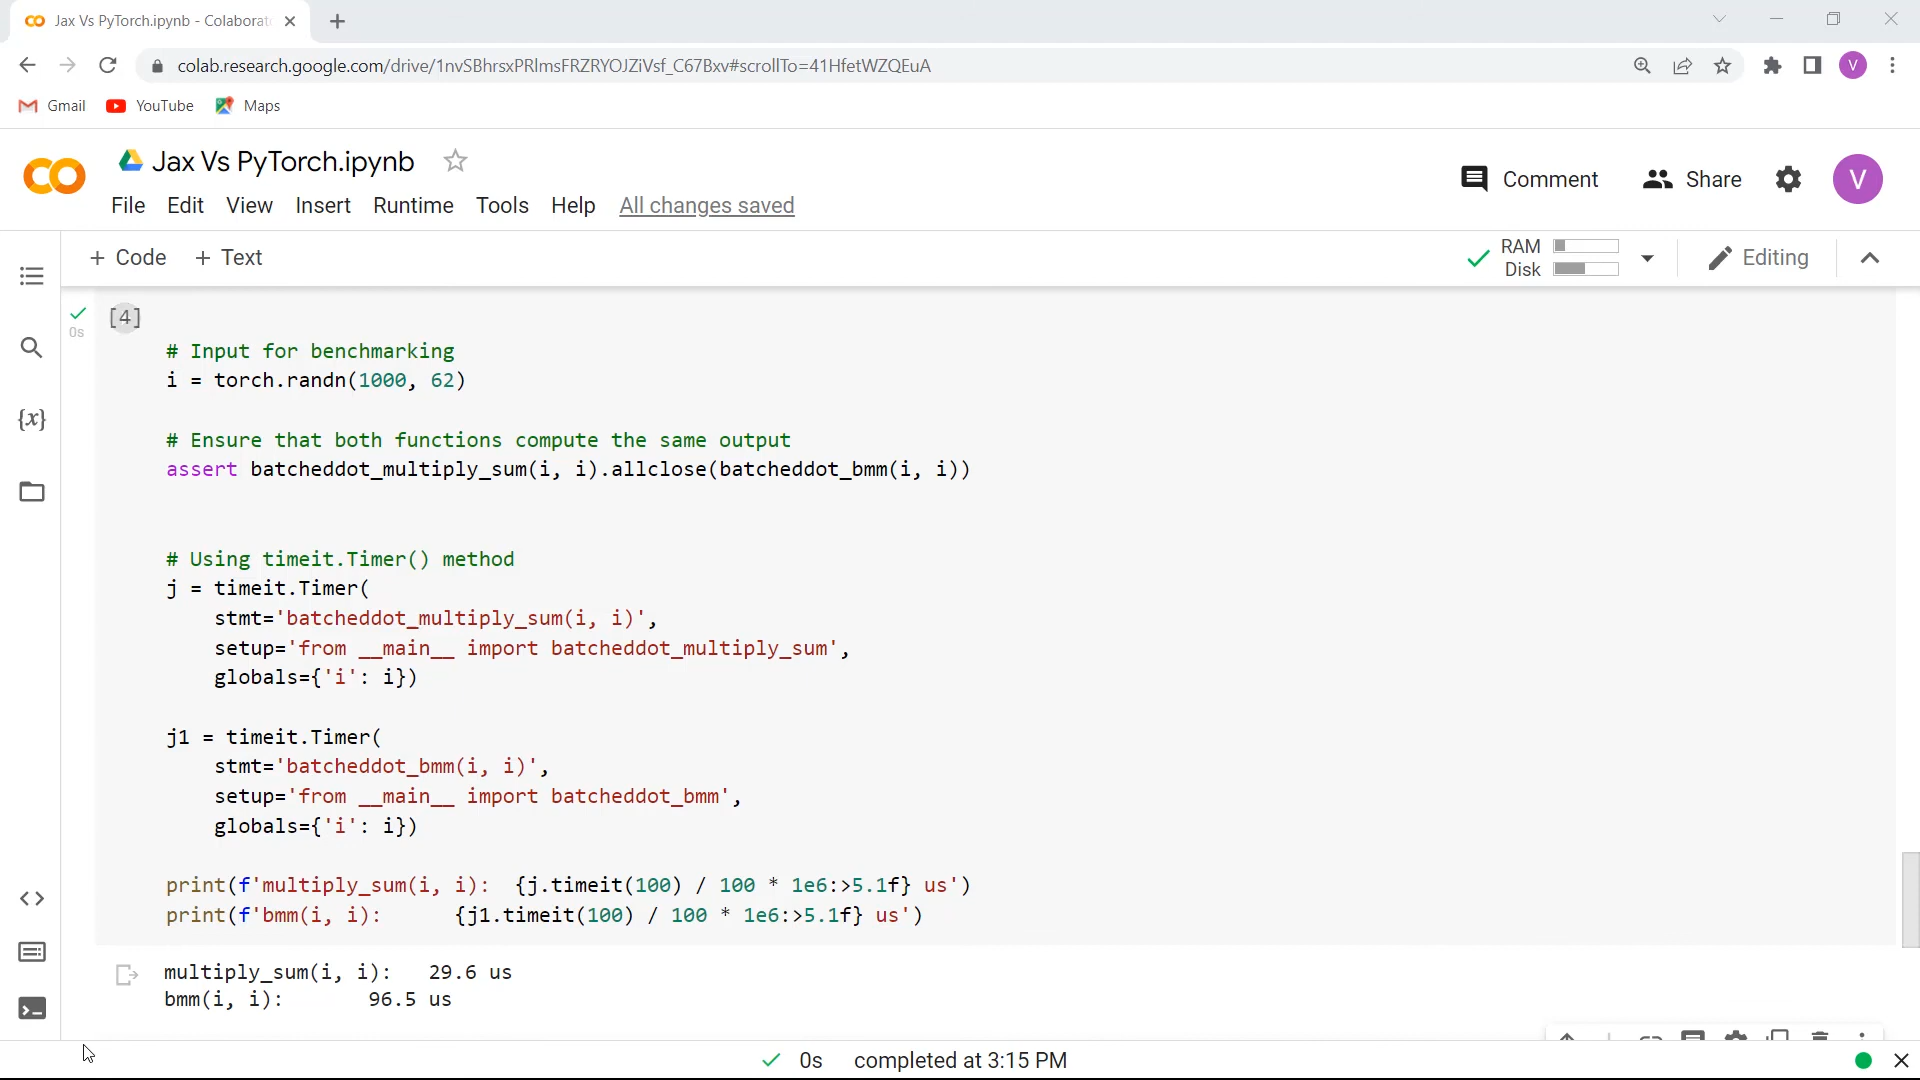 Jax Vs PyTorch.ipynb - Colaborat
colab.research.google.com/drive/1nvSBhrsxPRlmsFRZRYOJZiVsf_C67Bxv#scrollTo=41HfetWZQEuA
V
Gmail YouTube Maps
Jax Vs PyTorch.ipynb
Comment Share V
File Edit View Insert Runtime Tools Help All changes saved
+ Code + Text
RAM
Disk
Editing
[4]
0s
# Input for benchmarking
i = torch.randn(1000, 62)
# Ensure that both functions compute the same output
assert batcheddot_multiply_sum(i, i).allclose(batcheddot_bmm(i, i))
# Using timeit.Timer() method
j = timeit.Timer(
stmt='batcheddot_multiply_sum(i, i)',
setup='from __main__ import batcheddot_multiply_sum',
globals={'i': i})
j1 = timeit.Timer(
stmt='batcheddot_bmm(i, i)',
setup='from __main__ import batcheddot_bmm',
globals={'i': i})
print(f'multiply_sum(i, i):  {j.timeit(100) / 100 * 1e6:>5.1f} us')
print(f'bmm(i, i):      {j1.timeit(100) / 100 * 1e6:>5.1f} us')
multiply_sum(i, i):   29.6 us
bmm(i, i):       96.5 us
0s completed at 3:15 PM